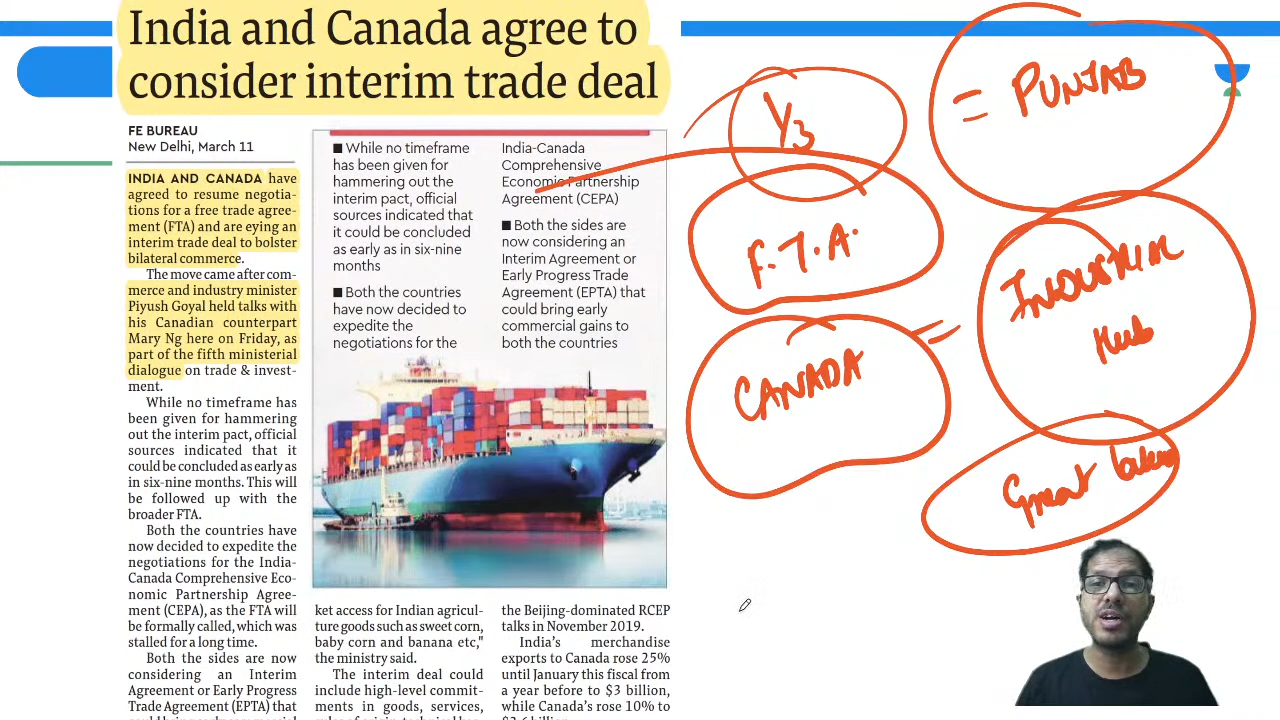 India and Canada agree to
consider interim trade deal
FE BUREAU
New Delhi, March 11
INDIA AND CANADA have
agreed to resume negotia-
tions for a free trade agree-
ment (FTA) and are eying an
interim trade deal to bolster
bilateral commerce.
The move came after com-
merce and industry minister
Piyush Goyal held talks with
his Canadian counterpart
Mary Ng here on Friday, as
part of the fifth ministerial
dialogue on trade & invest-
ment.
While no timeframe has
been given for hammering
out the interim pact, official
sources indicated that it
could be concluded as early as
in six-nine months. This will
be followed up with the
broader FTA.
Both the countries have
now decided to expedite the
negotiations for the India-
Canada Comprehensive Eco-
nomic Partnership Agree-
ment (CEPA), as the FTA will
be formally called, which was
stalled for a long time.
Both the sides are now
considering an Interim
Agreement or Early Progress
Trade Agreement (EPTA) that
■ While no timeframe
has been given for
hammering out the
interim pact, official
sources indicated that
it could be concluded
as early as in six-nine
months
■ Both the countries
have now decided to
expedite the
negotiations for the
India-Canada
Comprehensive
Economic Partnership
Agreement (CEPA)
■ Both the sides are
now considering an
Interim Agreement or
Early Progress Trade
Agreement (EPTA) that
could bring early
commercial gains to
both the countries
ket access for Indian agricul-
ture goods such as sweet corn,
baby corn and banana etc,"
the ministry said.
The interim deal could
include high-level commit-
ments in goods, services,
the Beijing-dominated RCEP
talks in November 2019.
India's merchandise
exports to Canada rose 25%
until January this fiscal from
a year before to $3 billion,
while Canada's rose 10% to
Y3
= PUNJAB
F.T.A.
CANADA =
INDUSTRIAL
Hub
Great lakes